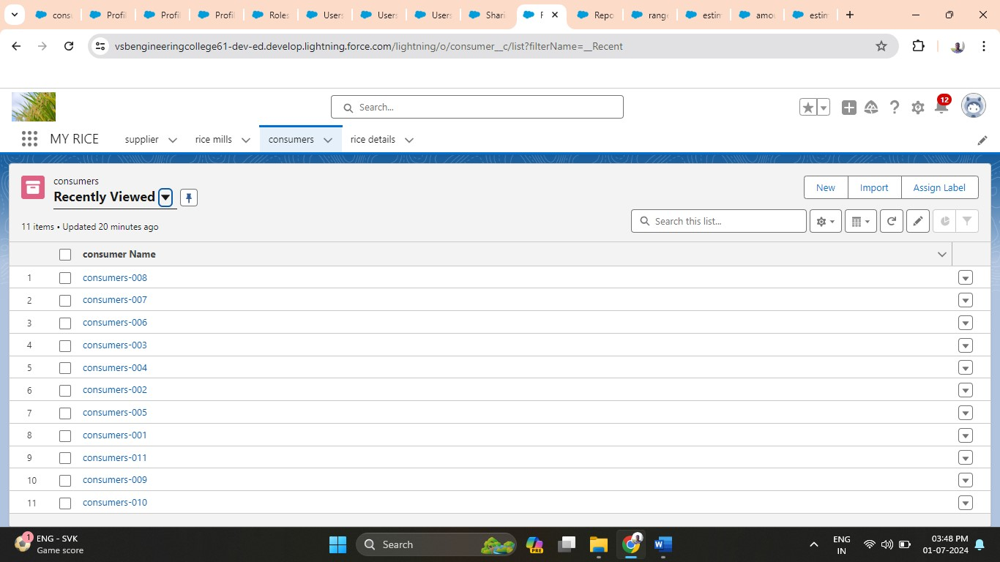 consu Profil Profil Profil Roles Users Users Users Shari Repo range estim amou estim
vsbengineeringcollege61-dev-ed.develop.lightning.force.com/lightning/o/consumer__c/list?filterName=__Recent
Search...
12
MY RICE supplier rice mills consumers rice details
consumers
Recently Viewed
New Import Assign Label
11 items • Updated 20 minutes ago
Search this list...
consumer Name
1 consumers-008
2 consumers-007
3 consumers-006
4 consumers-003
5 consumers-004
6 consumers-002
7 consumers-005
8 consumers-001
9 consumers-011
10 consumers-009
11 consumers-010
1
ENG - SVK
Game score
Search
PRE
ENG
IN
03:48 PM
01-07-2024